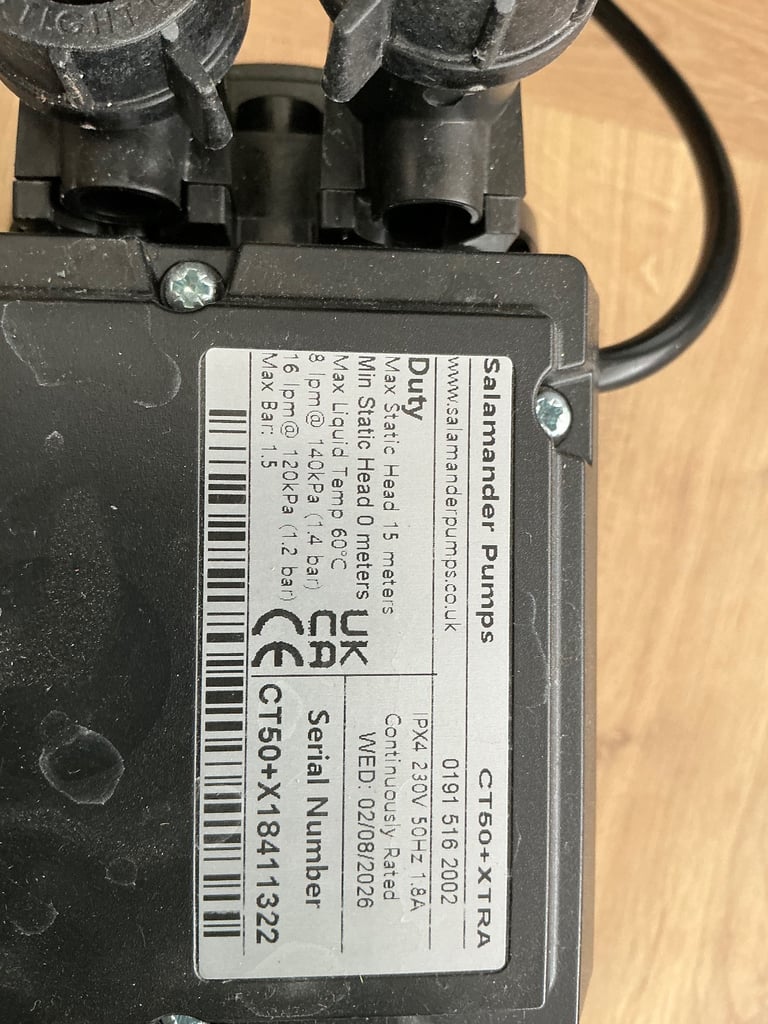 TIGHT
Salamander Pumps CT50+XTRA
www.salamanderpumps.co.uk 0191 516 2002
Duty
Max Static Head 15 meters
Min Static Head 0 meters
Max Liquid Temp 60°C
8 lpm@ 140kPa (1.4 bar)
16 lpm@ 120kPa (1.2 bar)
Max Bar: 1.5
UK
CA
CE
IPX4 230V 50Hz 1.8A
Continuously Rated
WED: 02/08/2026
Serial Number
CT50+X18411322